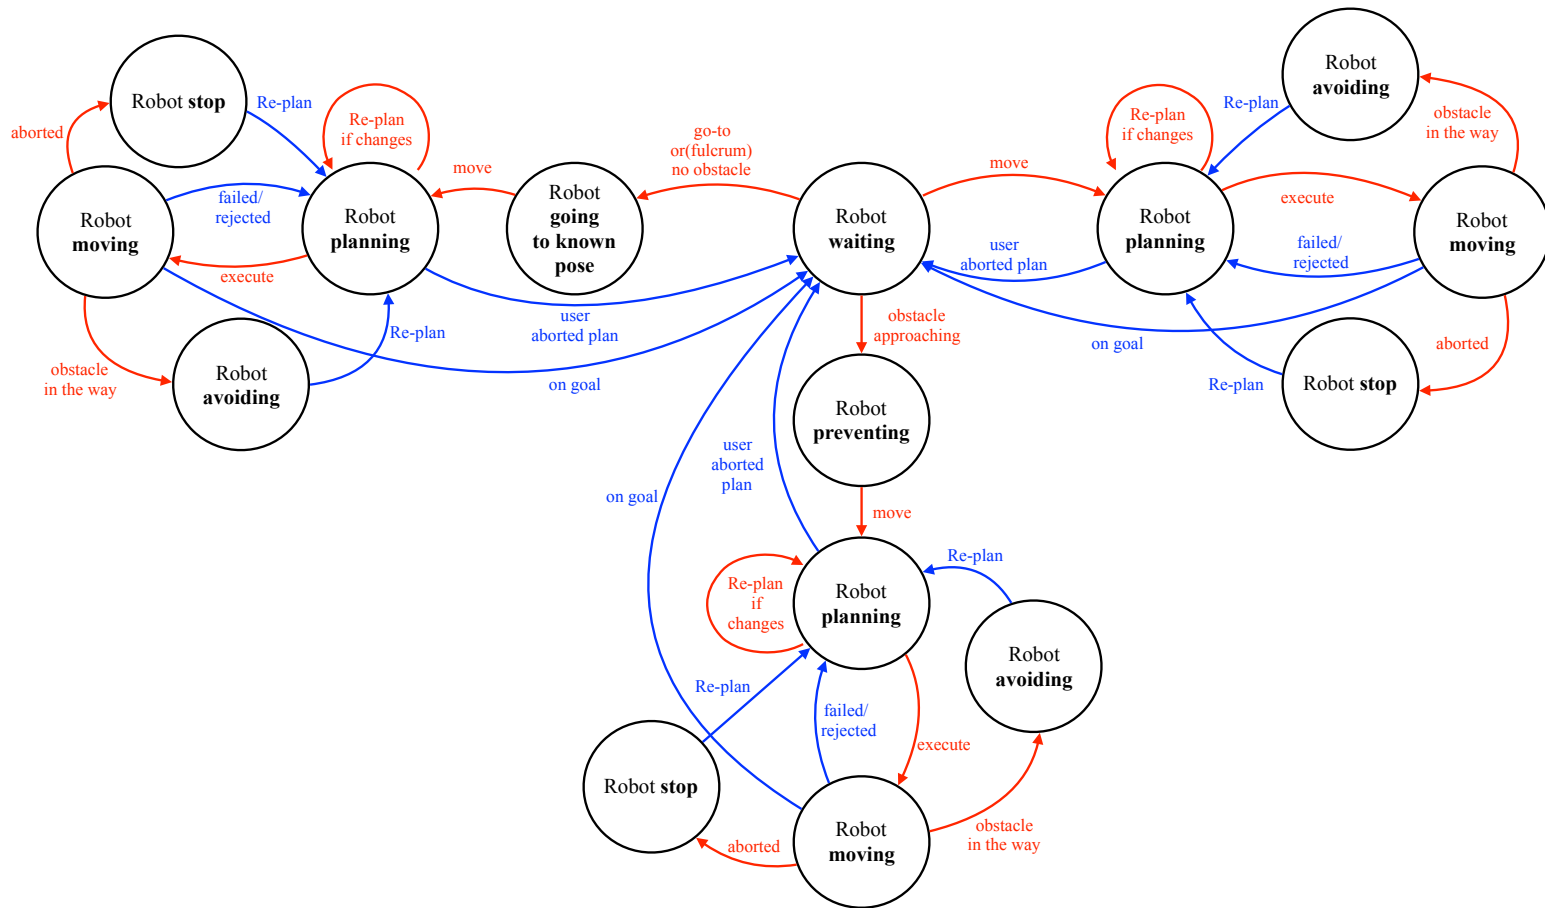 Robot
avoiding
Robot stop
Re-plan
Re-plan
if changes
aborted
go-to
or(fulcrum)
no obstacle
Re-plan
if changes
Re-plan
obstacle
in the way
move
move
Robot
moving
failed/
rejected
Robot
planning
Robot
going
to known
pose
Robot
waiting
Robot
planning
execute
Robot
moving
execute
user
aborted plan
failed/
rejected
user
aborted plan
Re-plan
obstacle
approaching
on goal
aborted
obstacle
in the way
Robot
avoiding
on goal
Re-plan
Robot stop
Robot
preventing
user
aborted
plan
on goal
move
Re-plan
Re-plan
if
changes
Robot
planning
Robot
avoiding
Re-plan
failed/
rejected
execute
Robot stop
aborted
Robot
moving
obstacle
in the way